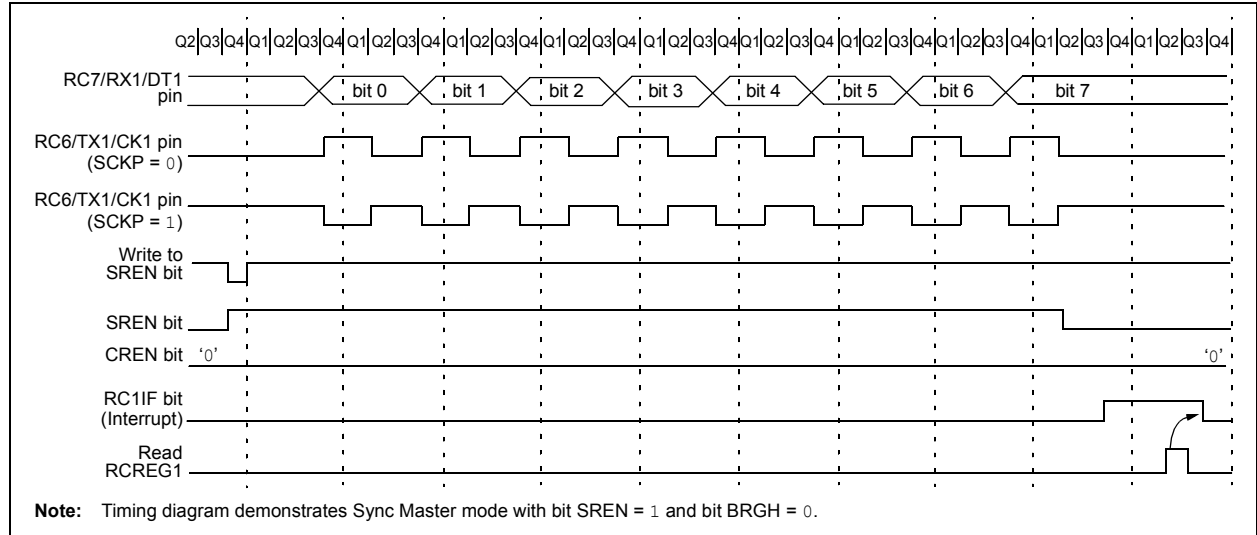 Q2 Q3 Q4 Q1 Q2 Q3 Q4 Q1 Q2 Q3 Q4 Q1 Q2 Q3 Q4 Q1 Q2 Q3 Q4 Q1 Q2 Q3 Q4 Q1 Q2 Q3 Q4 Q1 Q2 Q3 Q4 Q1 Q2 Q3 Q4 Q1 Q2 Q3 Q4 Q1 Q2 Q3 Q4
RC7/RX1/DT1
pin
bit 0 bit 1 bit 2 bit 3 bit 4 bit 5 bit 6 bit 7
RC6/TX1/CK1 pin
(SCKP = 0)
RC6/TX1/CK1 pin
(SCKP = 1)
Write to
SREN bit
SREN bit
CREN bit ‘0’ ‘0’
RC1IF bit
(Interrupt)
Read
RCREG1
Note: Timing diagram demonstrates Sync Master mode with bit SREN = 1 and bit BRGH = 0.